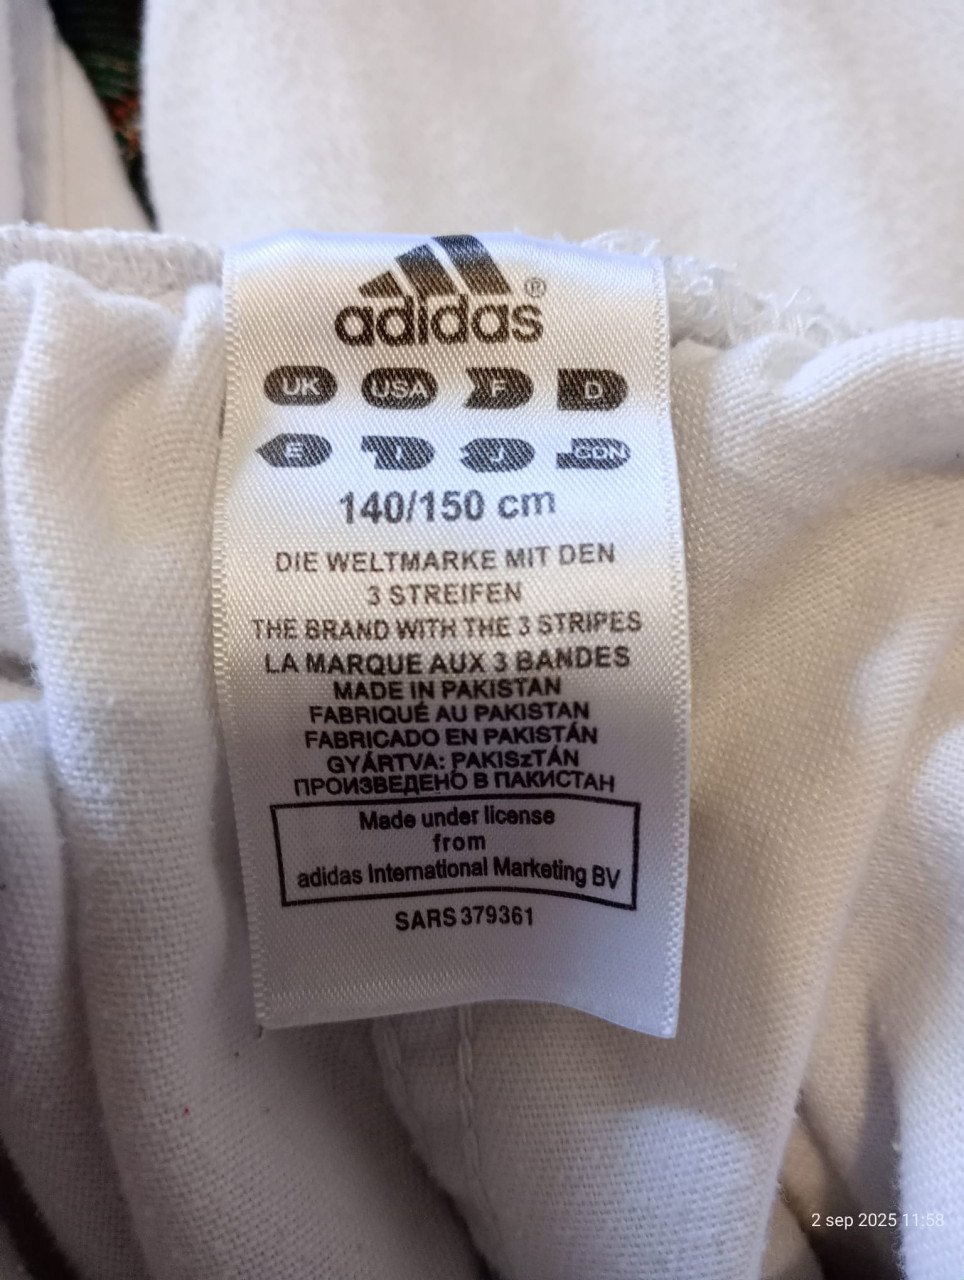 adidas®
UK USA F D
E I J CDN
140/150 cm
DIE WELTMARKE MIT DEN
3 STREIFEN
THE BRAND WITH THE 3 STRIPES
LA MARQUE AUX 3 BANDES
MADE IN PAKISTAN
FABRIQUÉ AU PAKISTAN
FABRICADO EN PAKISTÁN
GYÁRTVA: PAKISzTÁN
ПРОИЗВЕДЕНО В ПАКИСТАН
Made under license
from
adidas International Marketing BV
SARS 379361
2 sep 2025 11:58